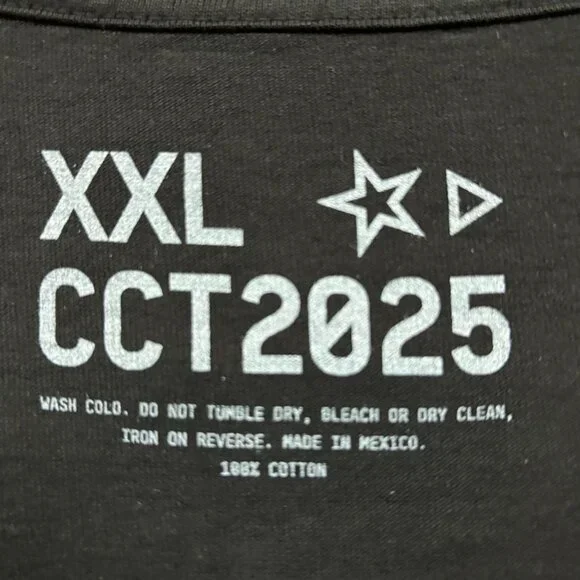 XXL
CCT2025
WASH COLD. DO NOT TUMBLE DRY, BLEACH OR DRY CLEAN,
IRON ON REVERSE. MADE IN MEXICO.
100% COTTON